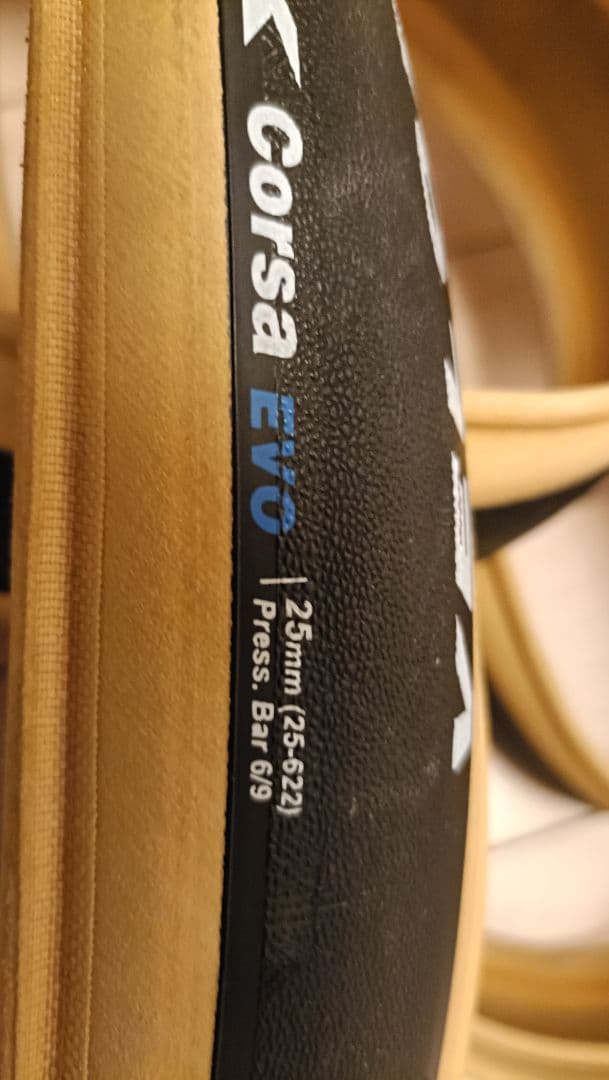 Corsa EVO | 25mm (25-622)
Press. Bar 6/9